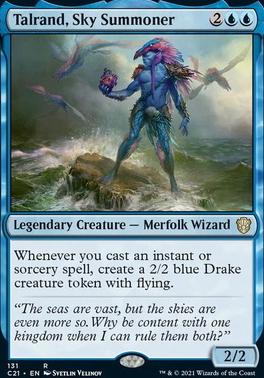 Talrand, Sky Summoner 2
Legendary Creature — Merfolk Wizard
Whenever you cast an instant or
sorcery spell, create a 2/2 blue Drake
creature token with flying.
“The seas are vast, but the skies are
even more so. Why be content with one
kingdom when I can rule them both?”
2/2
131 R
C21 • EN Svetlin Velinov
™ & © 2021 Wizards of the Coast